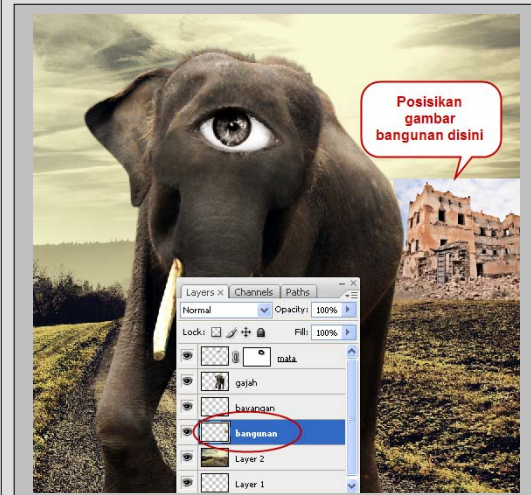 Posisikan
gambar
bangunan disini
Layers × Channels Paths
Normal Opacity: 100%
Lock: Fill: 100%
mata
gajah
bayangan
bangunan
Layer 2
Layer 1